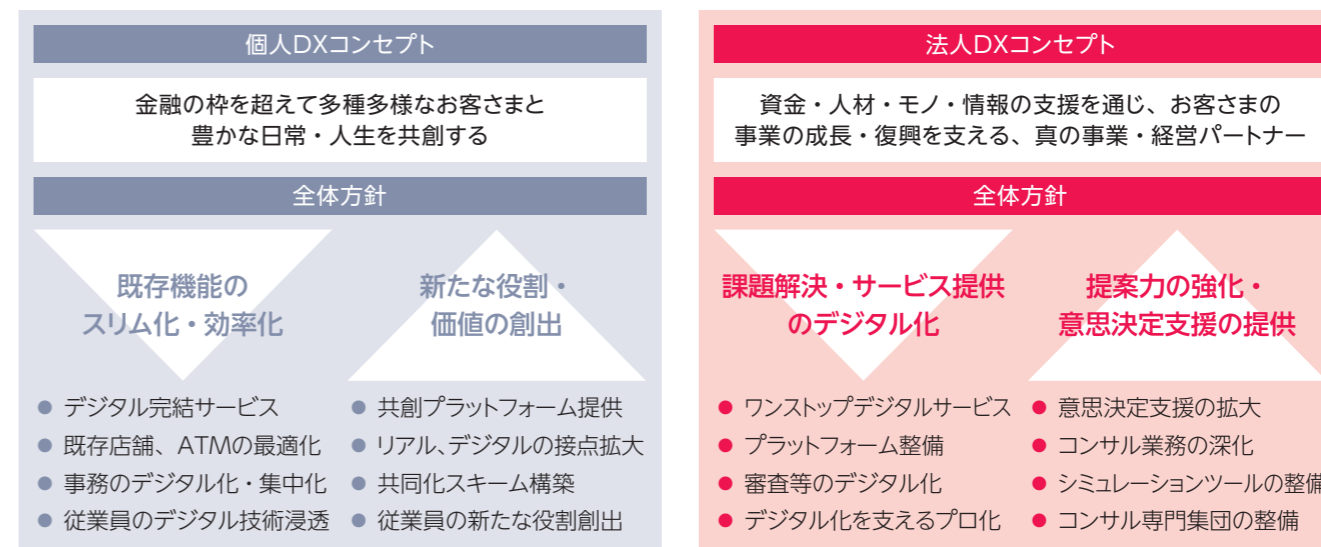 個人DXコンセプト
金融の枠を超えて多種多様なお客さまと
豊かな日常・人生を共創する
全体方針
既存機能の
スリム化・効率化
● デジタル完結サービス
● 既存店舗、ATMの最適化
● 事務のデジタル化・集中化
● 従業員のデジタル技術浸透
新たな役割・
価値の創出
● 共創プラットフォーム提供
● リアル、デジタルの接点拡大
● 共同化スキーム構築
● 従業員の新たな役割創出
法人DXコンセプト
資金・人材・モノ・情報の支援を通じ、お客さまの
事業の成長・復興を支える、真の事業・経営パートナー
全体方針
課題解決・サービス提供
のデジタル化
● ワンストップデジタルサービス
● プラットフォーム整備
● 審査等のデジタル化
● デジタル化を支えるプロ化
提案力の強化・
意思決定支援の提供
● 意思決定支援の拡大
● コンサル業務の深化
● シミュレーションツールの整備
● コンサル専門集団の整備